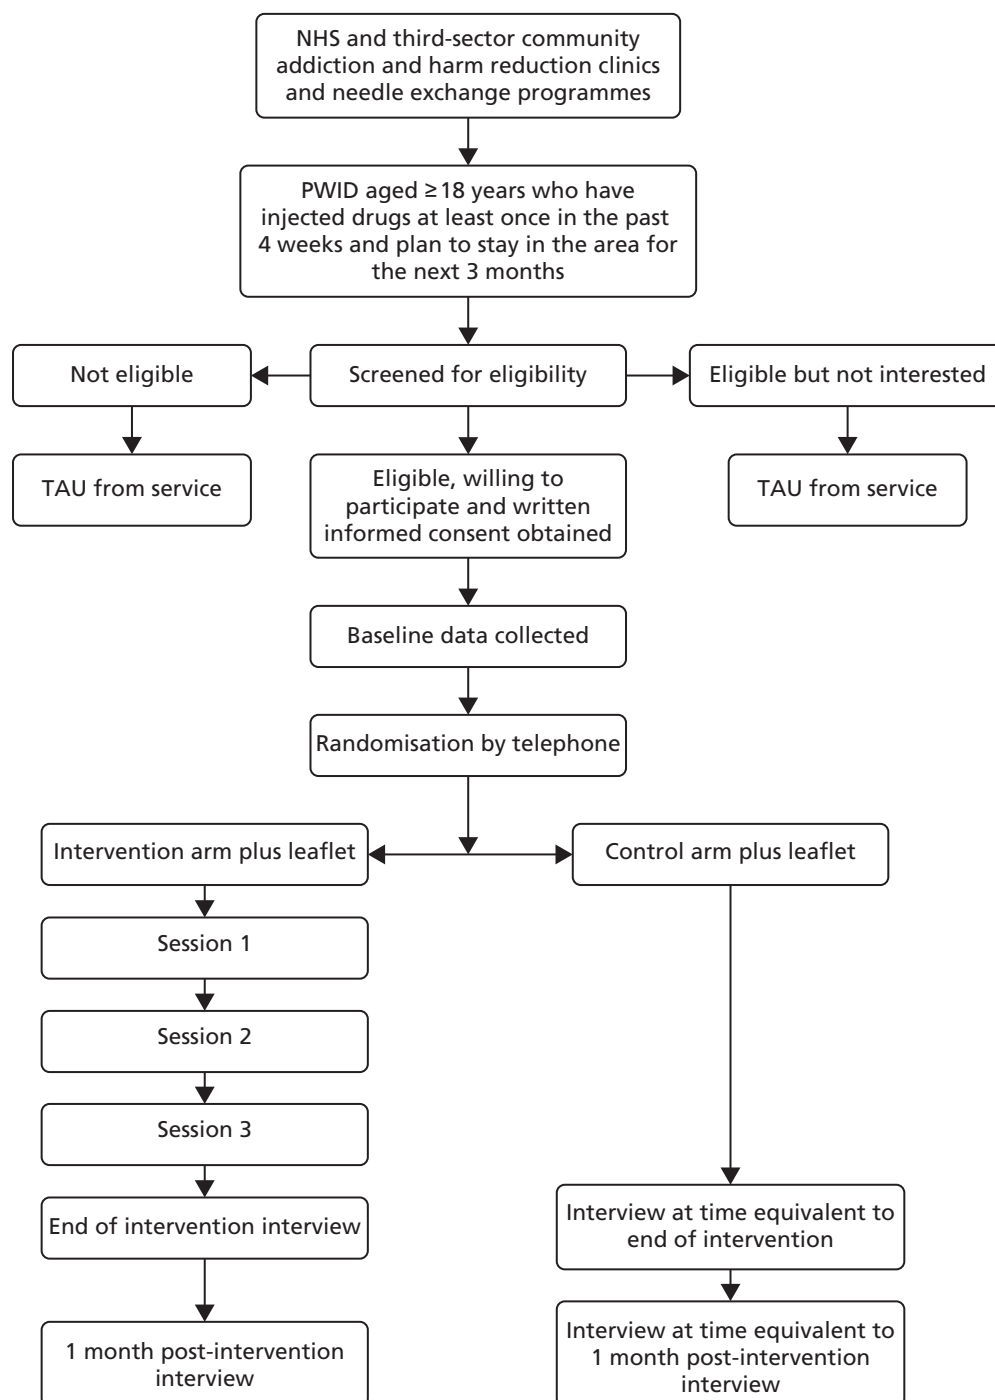 NHS and third-sector community
addiction and harm reduction clinics
and needle exchange programmes
PWID aged ≥18 years who have
injected drugs at least once in the past
4 weeks and plan to stay in the area for
the next 3 months
Not eligible
Screened for eligibility
Eligible but not interested
TAU from service
Eligible, willing to
participate and written
informed consent obtained
TAU from service
Baseline data collected
Randomisation by telephone
Intervention arm plus leaflet
Control arm plus leaflet
Session 1
Session 2
Session 3
End of intervention interview
Interview at time equivalent to
end of intervention
1 month post-intervention
interview
Interview at time equivalent to
1 month post-intervention
interview